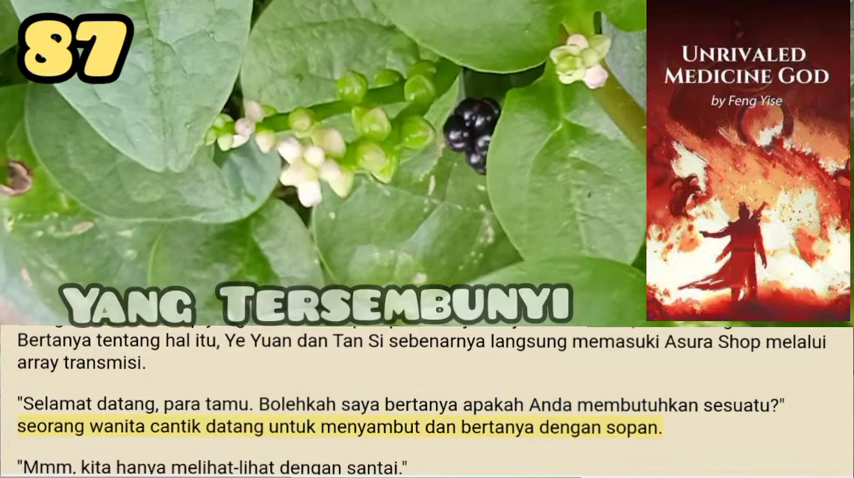 87
UNRIVALED
MEDICINE GOD
by Feng Yise
YANG TERSEMBUNYI
Bertanya tentang hal itu, Ye Yuan dan Tan Si sebenarnya langsung memasuki Asura Shop melalui
array transmisi.
"Selamat datang, para tamu. Bolehkah saya bertanya apakah Anda membutuhkan sesuatu?"
seorang wanita cantik datang untuk menyambut dan bertanya dengan sopan.
"Mmm, kita hanya melihat-lihat dengan santai."